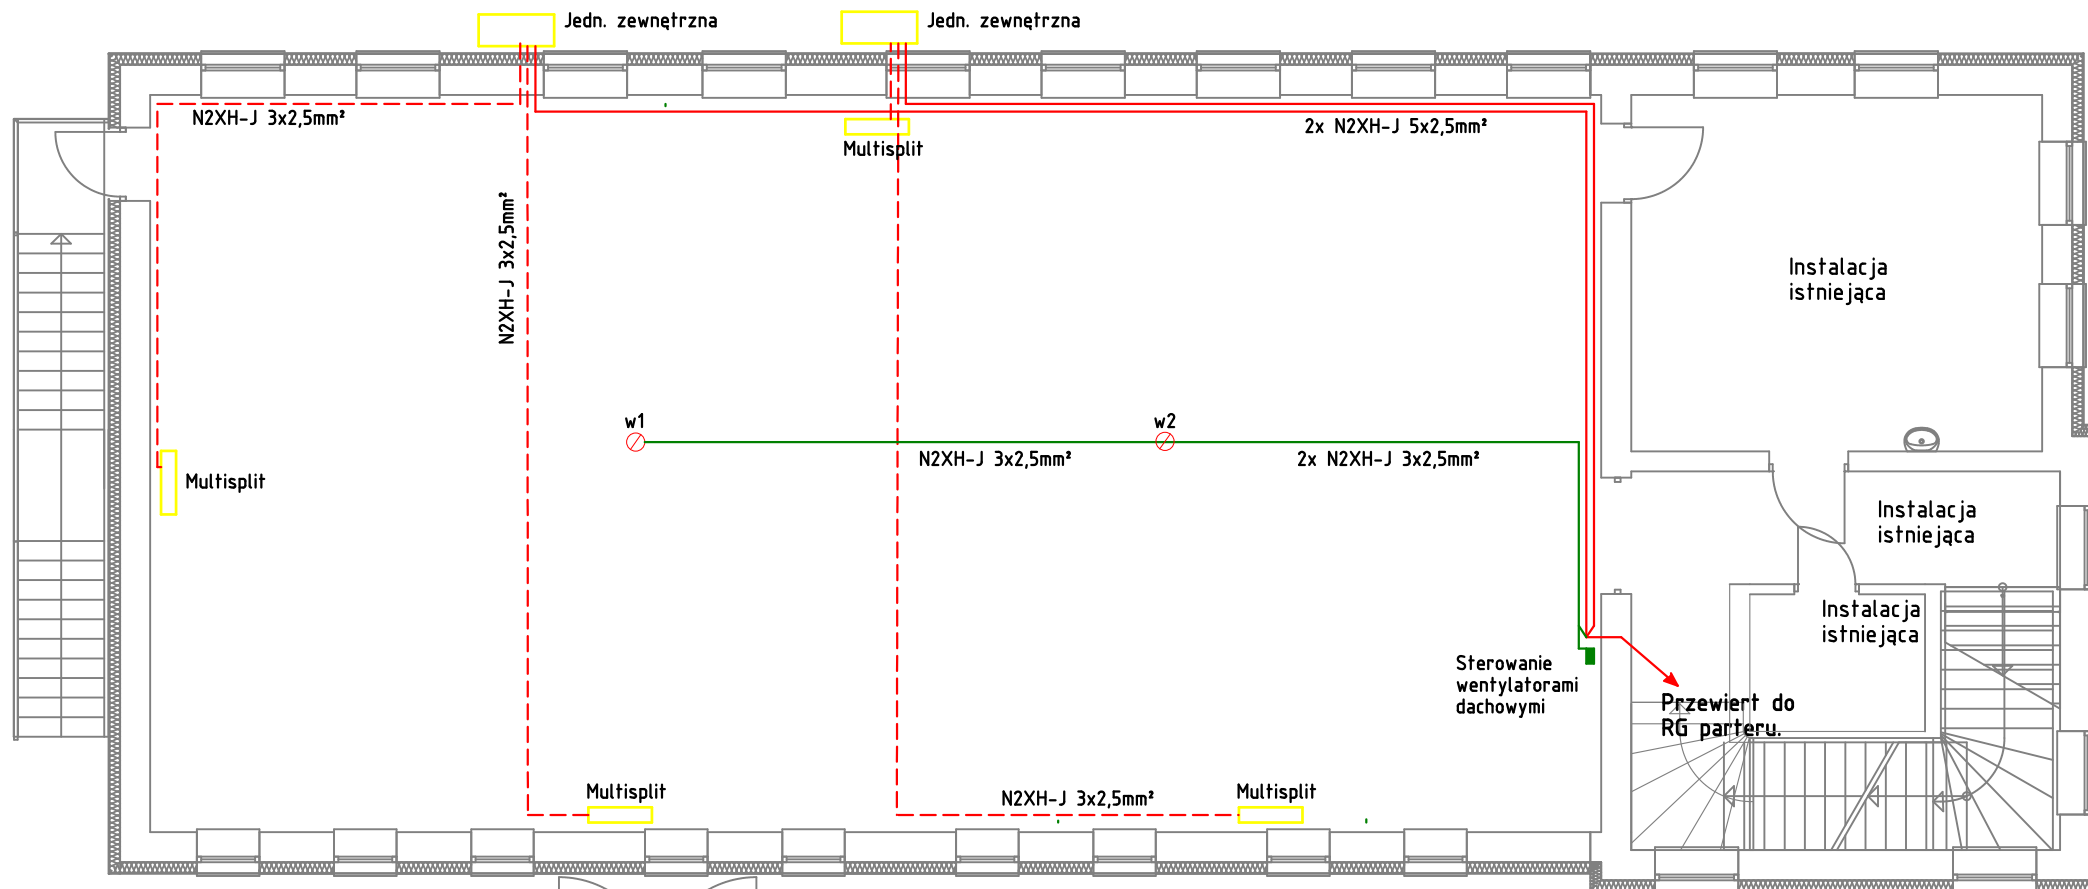 Jedn. zewnętrzna
Jedn. zewnętrzna
N2XH-J 3x2,5mm²
2x N2XH-J 5x2,5mm²
Multisplit
N2XH-J 3x2,5mm²
Instalacja
istniejąca
w1
w2
N2XH-J 3x2,5mm²
2x N2XH-J 3x2,5mm²
Multisplit
Instalacja
istniejąca
Instalacja
istniejąca
Sterowanie
wentylatorami
dachowymi
Przewiert do
RG parteru.
Multisplit
N2XH-J 3x2,5mm²
Multisplit